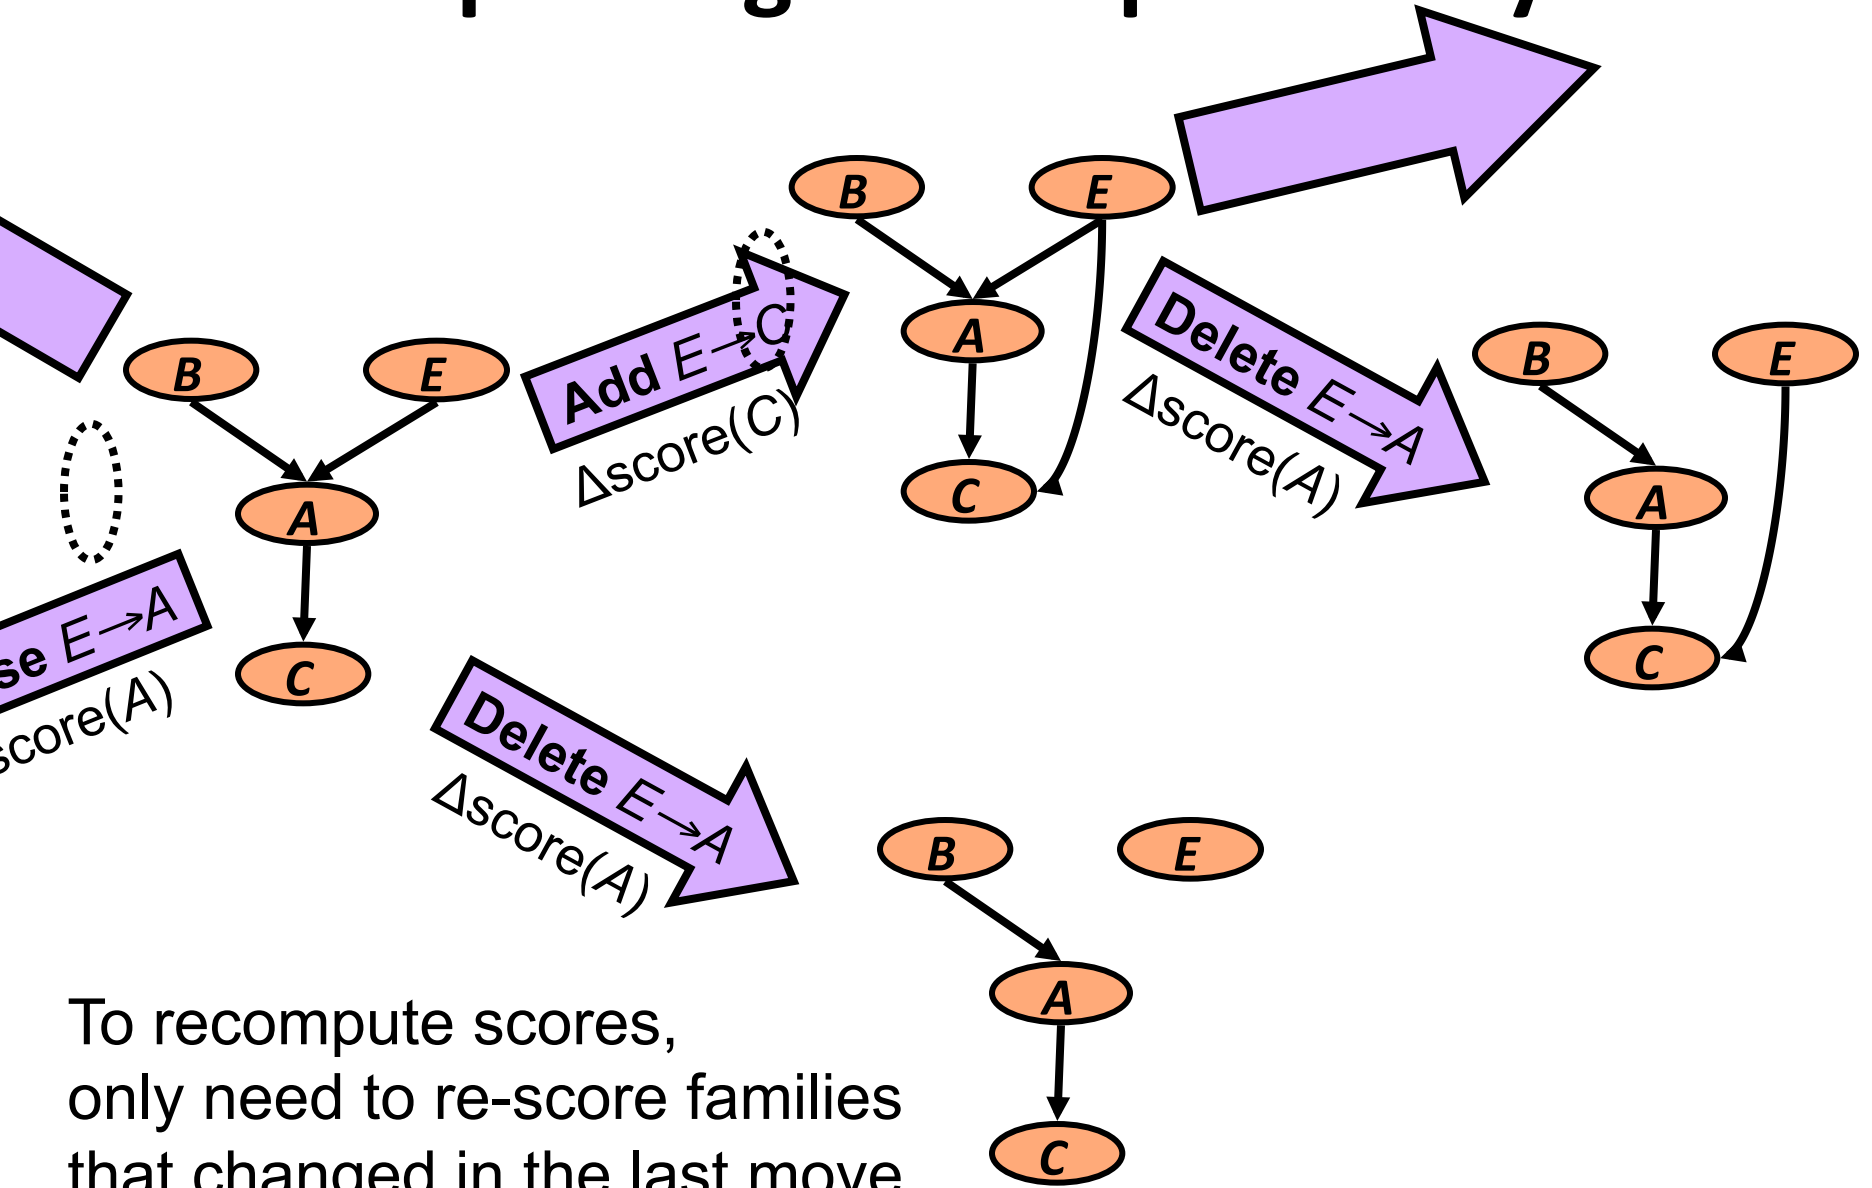 B E
A
C
Add E→C
Δscore(C)
B E
A
C
Delete E→A
Δscore(A)
B E
A
C
E→A
score(A)
Delete E→A
Δscore(A)
B E
A
C
To recompute scores,
only need to re-score families
that changed in the last move